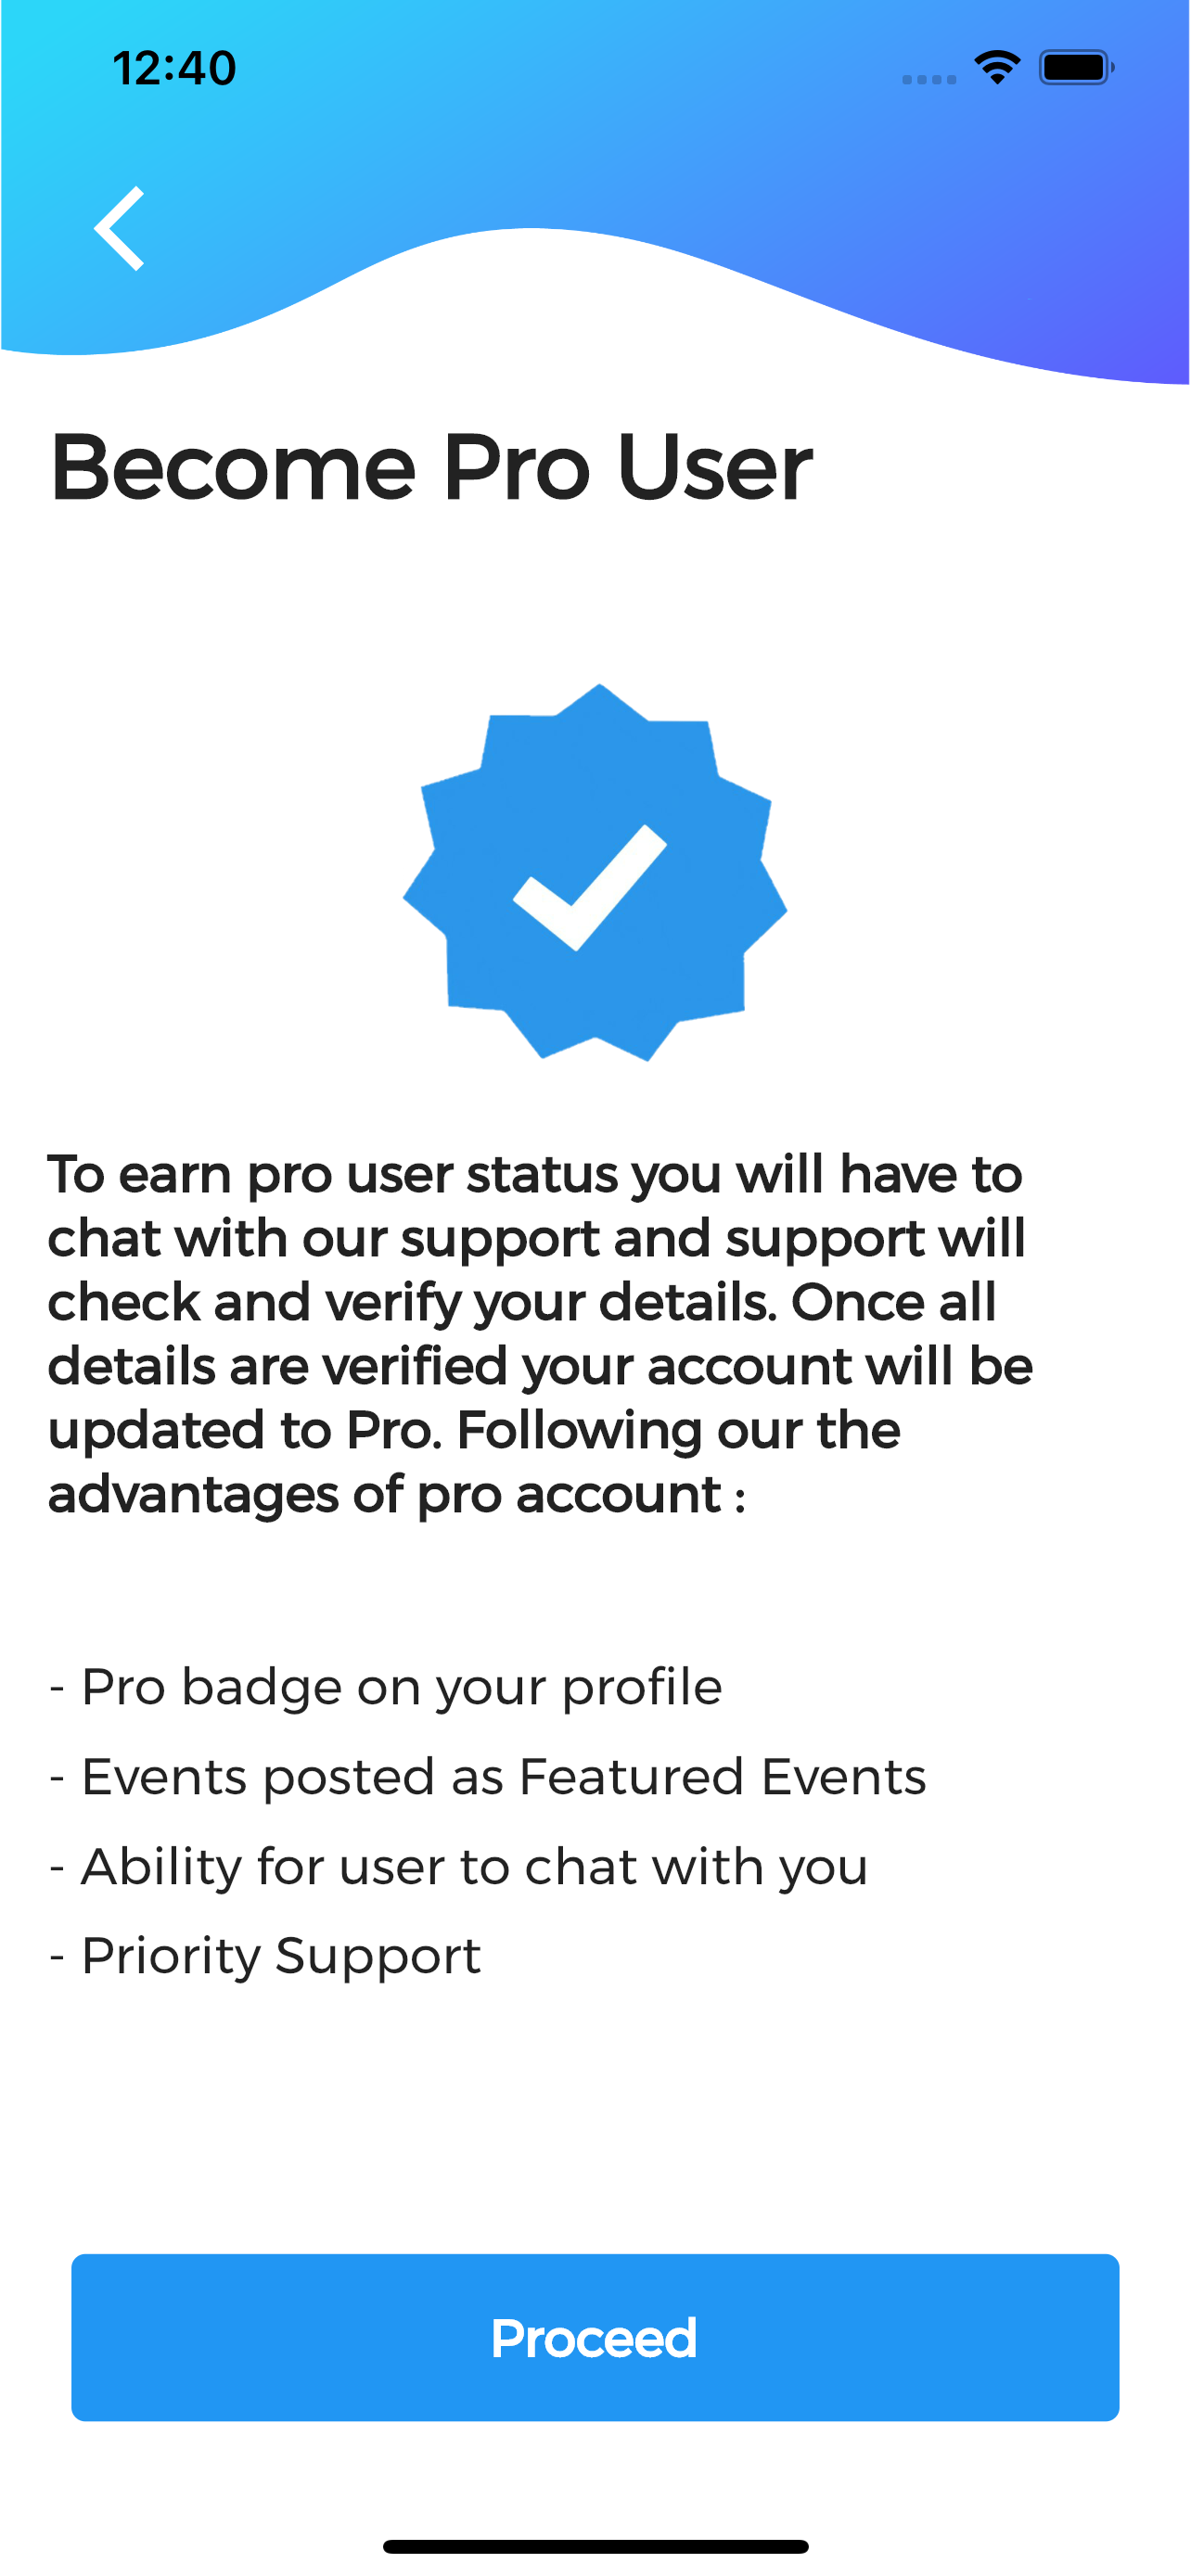 12:40
Become Pro User
To earn pro user status you will have to
chat with our support and support will
check and verify your details. Once all
details are verified your account will be
updated to Pro. Following our the
advantages of pro account :
- Pro badge on your profile
- Events posted as Featured Events
- Ability for user to chat with you
- Priority Support
Proceed